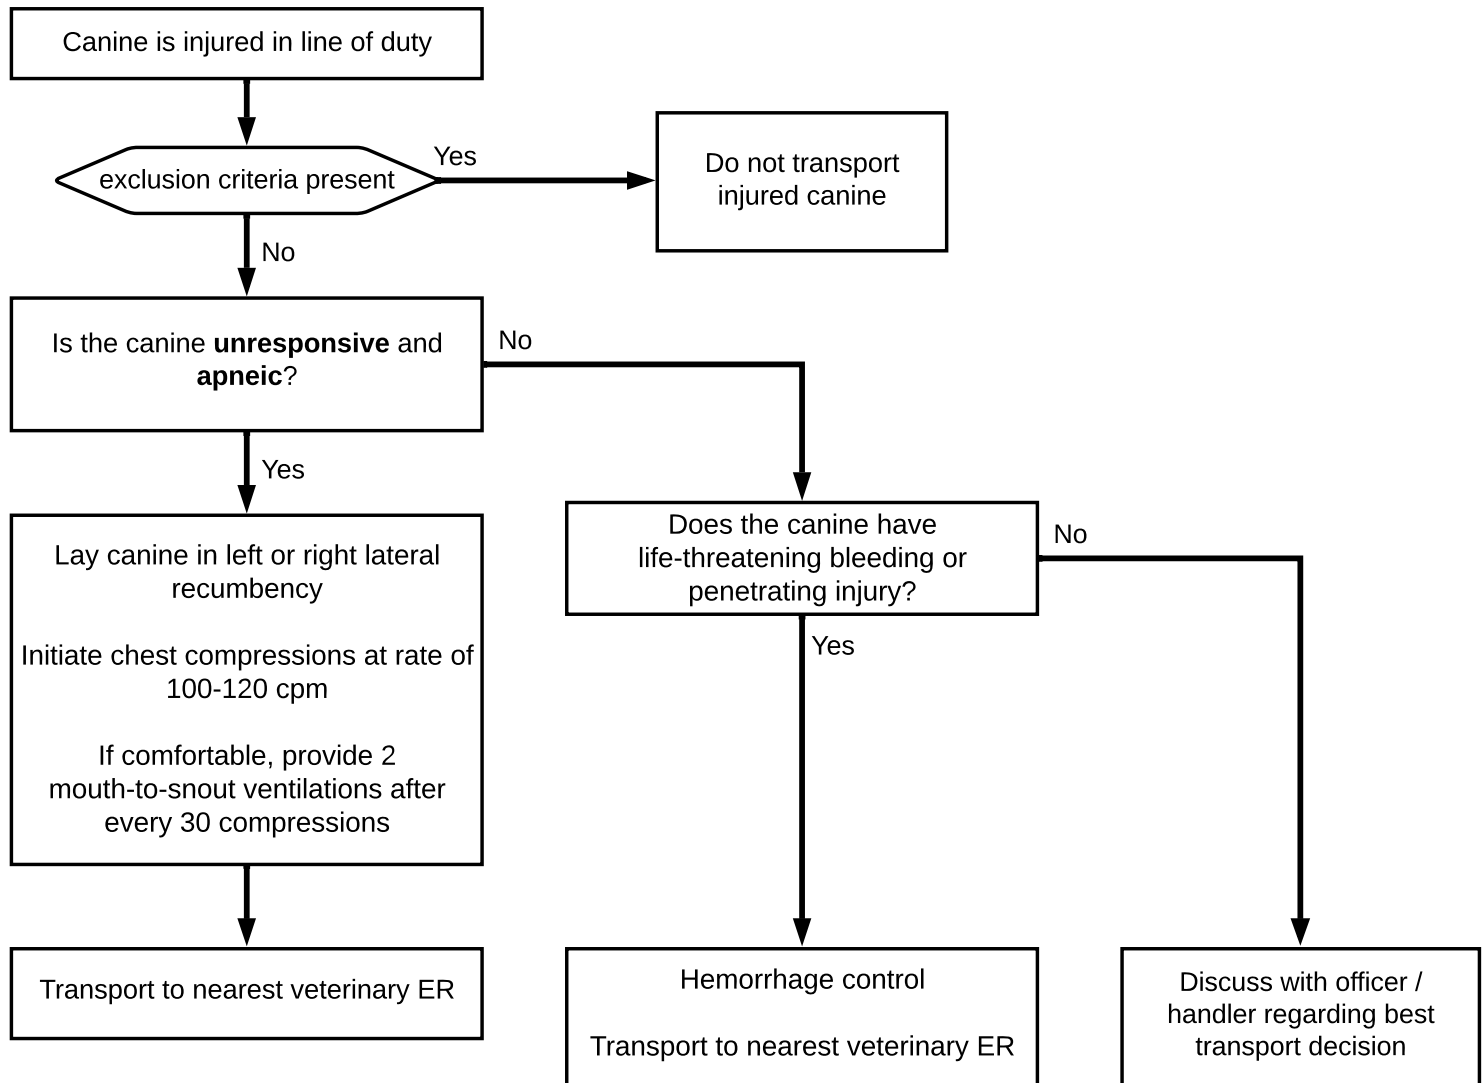 Canine is injured in line of duty
exclusion criteria present
Yes
Do not transport
injured canine
No
Is the canine unresponsive and
apneic?
No
Yes
Lay canine in left or right lateral
recumbency
Initiate chest compressions at rate of
100-120 cpm
If comfortable, provide 2
mouth-to-snout ventilations after
every 30 compressions
Does the canine have
life-threatening bleeding or
penetrating injury?
No
Yes
Transport to nearest veterinary ER
Hemorrhage control
Transport to nearest veterinary ER
Discuss with officer /
handler regarding best
transport decision